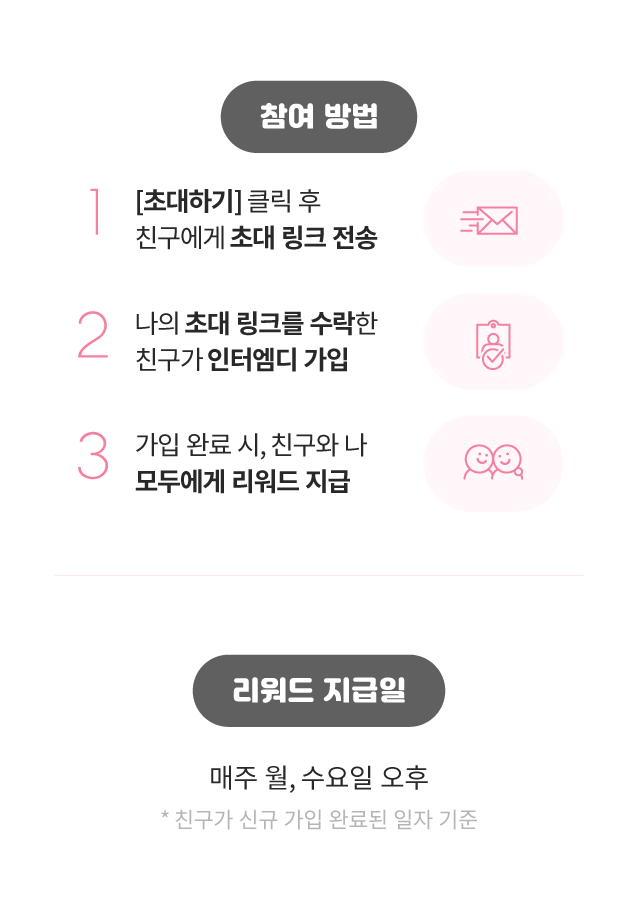 참여 방법
1
[초대하기] 클릭 후
친구에게 초대 링크 전송
2
나의 초대 링크를 수락한
친구가 인터엠디 가입
3
가입 완료 시, 친구와 나
모두에게 리워드 지급
리워드 지급일
매주 월, 수요일 오후
* 친구가 신규 가입 완료된 일자 기준